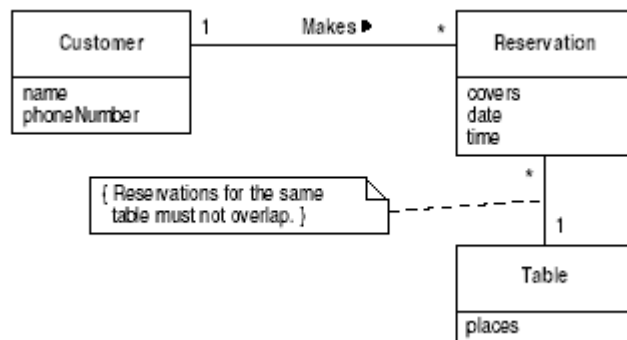 Customer
1
Makes ▶
*
Reservation
name
phoneNumber
covers
date
time
*
{ Reservations for the same
table must not overlap. }
1
Table
places